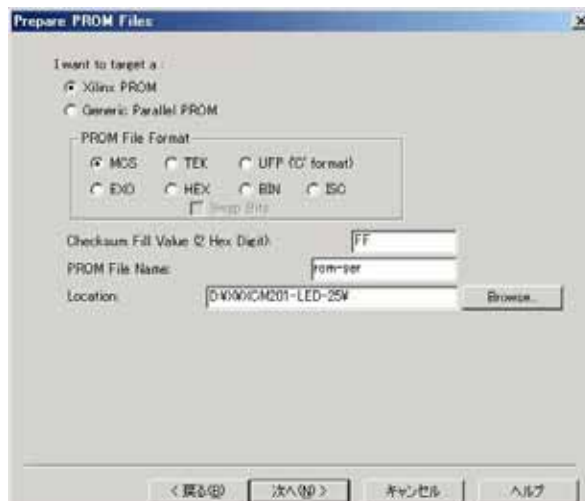 Prepare PROM Files
I want to target a
Xilinx PROM
Generic Parallel PROM
PROM File Format
MCS TEK UFP ("C" format)
EXO HEX BIN ISC
Swap Bits
Checksum Fill Value (2 Hex Digit): FF
PROM File Name: rom-ser
Location: Browse...
< 戻る(B) 次へ(N) > キャンセル ヘルプ